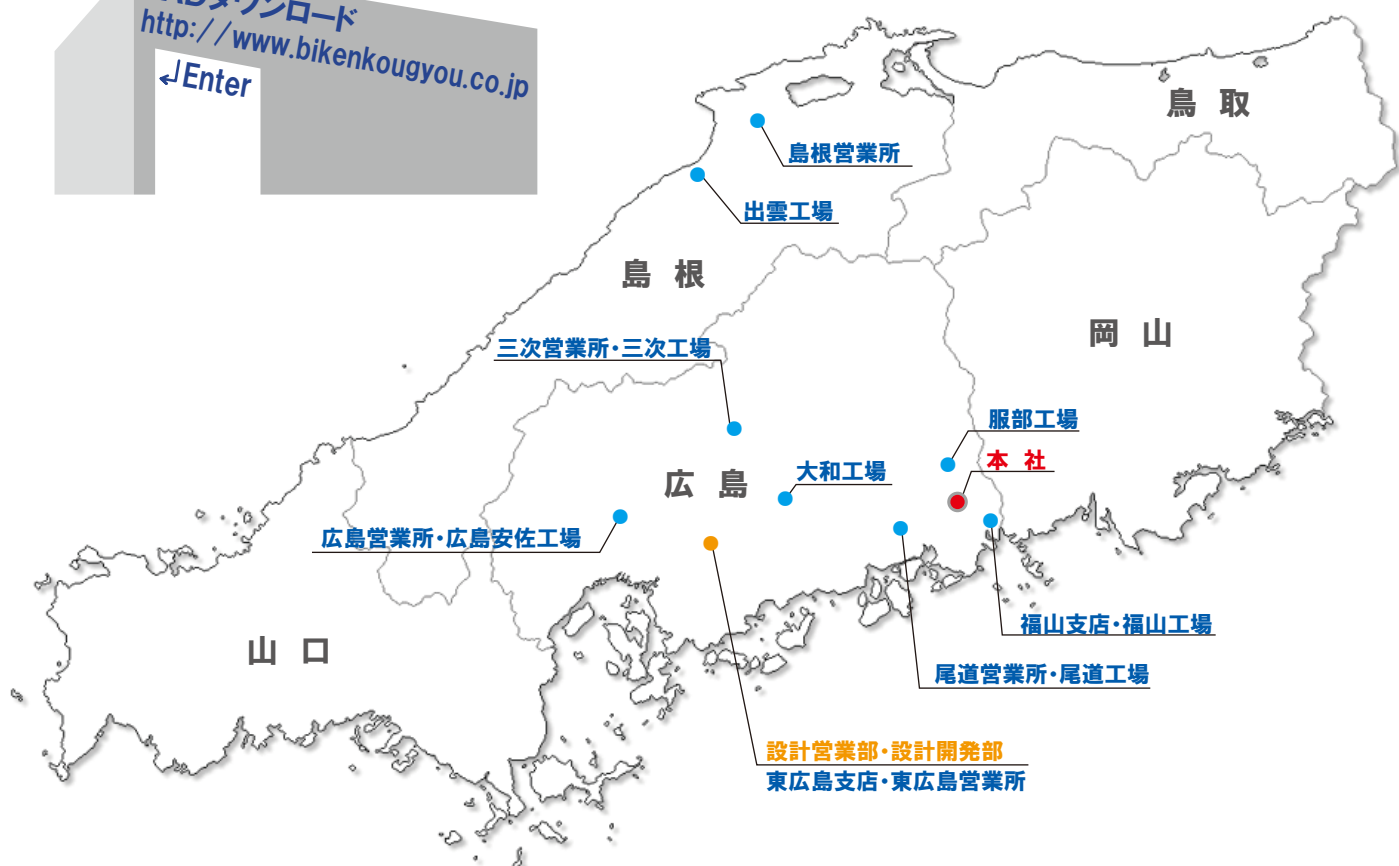 Dダウンロード
http://www.bikenkougyou.co.jp
↲Enter
鳥取
島根営業所
出雲工場
島根
岡山
三次営業所・三次工場
服部工場
本社
大和工場
広島
広島営業所・広島安佐工場
福山支店・福山工場
山口
尾道営業所・尾道工場
設計営業部・設計開発部
東広島支店・東広島営業所